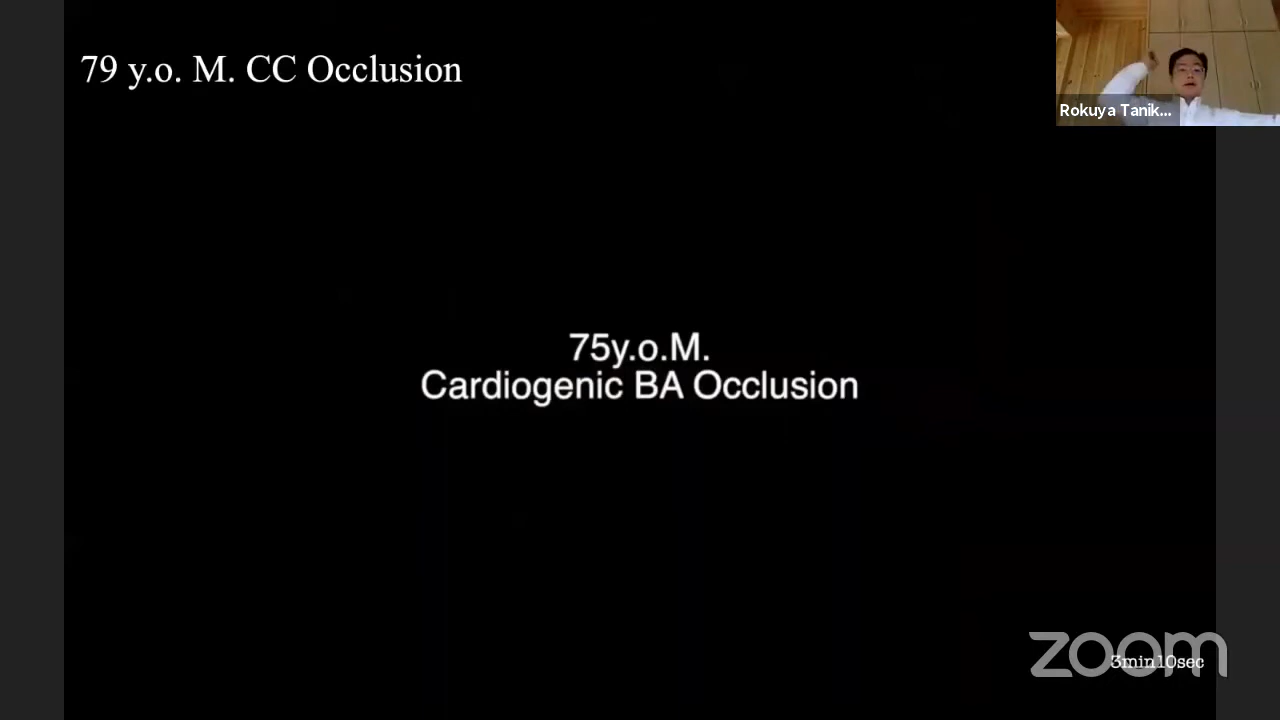 79 y.o. M. CC Occlusion
Rokuya Tanik...
75y.o.M.
Cardiogenic BA Occlusion
zoom
3min10sec